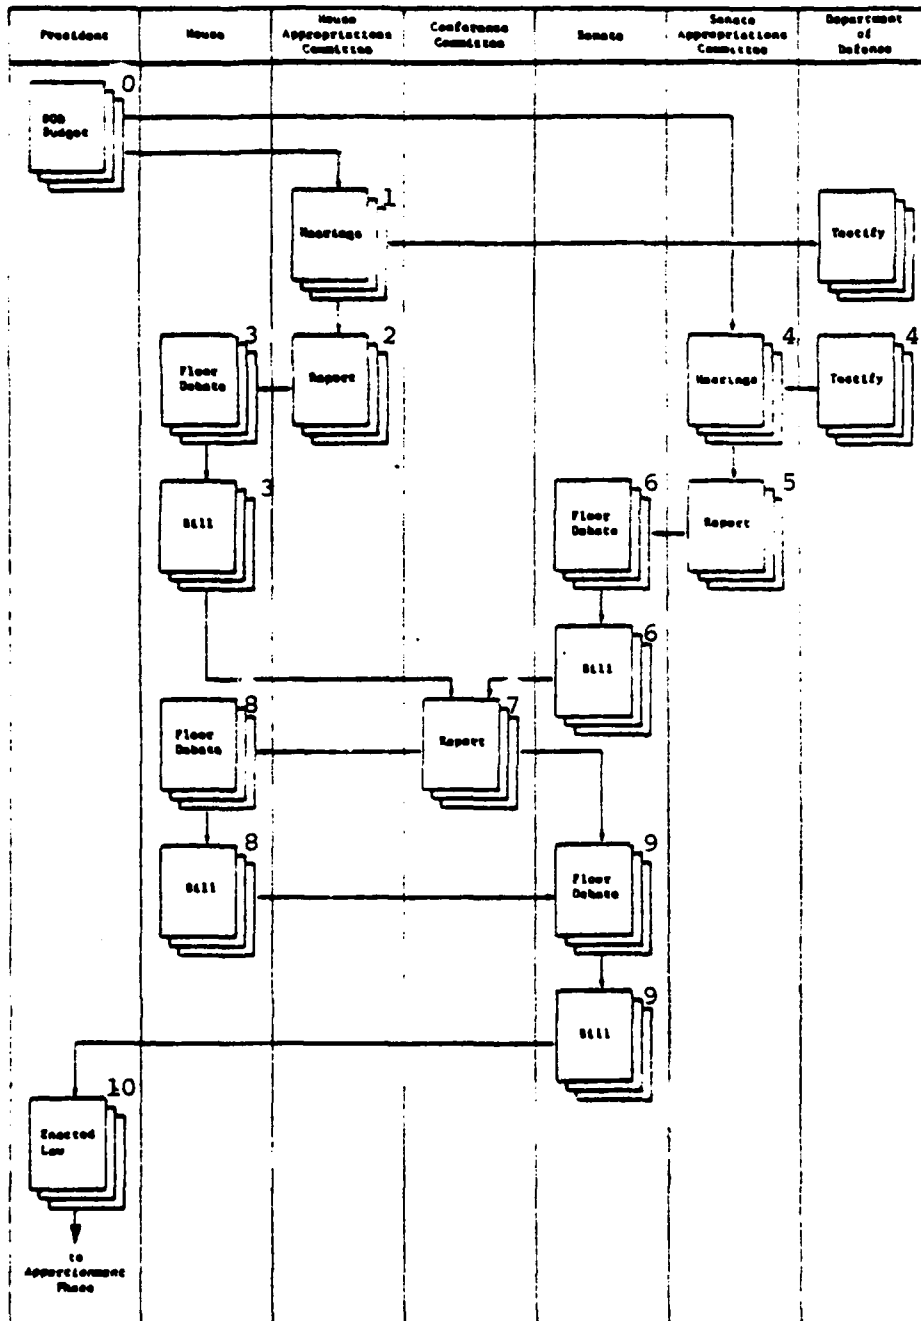 President
House
House
Appropriations
Committee
Conference
Committee
Senate
Senate
Appropriations
Committee
Department
of
Defense
0
DOD
Budget
1
Hearings
Testify
3
Floor
Debate
2
Report
4
Hearings
4
Testify
3
Bill
6
Floor
Debate
5
Report
6
Bill
8
Floor
Debate
7
Report
8
Bill
9
Floor
Debate
9
Bill
10
Enacted
Law
to
Apportionment
Phase